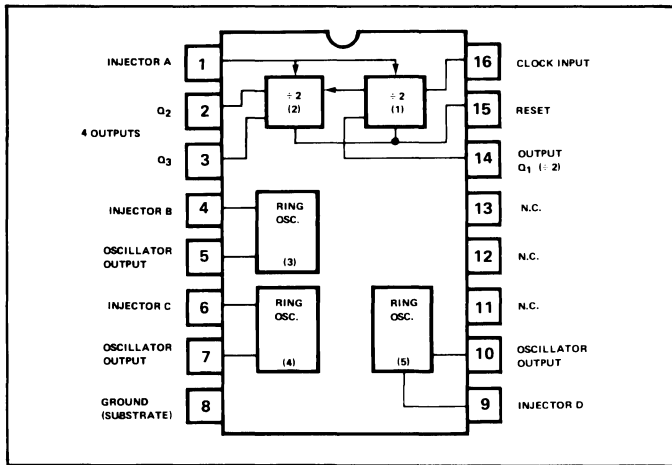 INJECTOR A
1
Q2
2
4 OUTPUTS
Q3
3
INJECTOR B
4
OSCILLATOR
OUTPUT
5
INJECTOR C
6
OSCILLATOR
OUTPUT
7
GROUND
(SUBSTRATE)
8
÷ 2
(2)
÷ 2
(1)
RING
OSC.
(3)
RING
OSC.
(4)
RING
OSC.
(5)
16
CLOCK INPUT
15
RESET
14
OUTPUT
Q1 (÷ 2)
13
N.C.
12
N.C.
11
N.C.
10
OSCILLATOR
OUTPUT
9
INJECTOR D